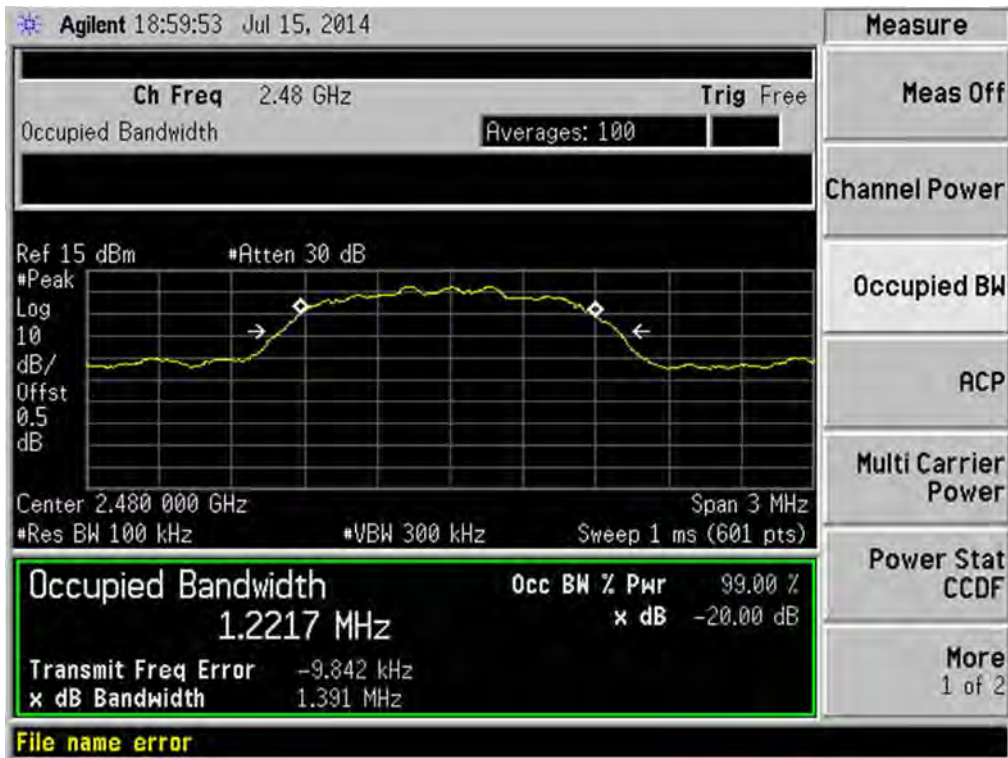 Agilent 18:59:53 Jul 15, 2014
Measure
Ch Freq 2.48 GHz
Trig Free
Occupied Bandwidth
Averages: 100
Meas Off
Channel Power
Occupied BW
ACP
Multi Carrier
Power
Power Stat
CCDF
More
1 of 2
Ref 15 dBm
#Atten 30 dB
#Peak
Log
10
dB/
Offst
0.5
dB
Center 2.480 000 GHz
Span 3 MHz
#Res BW 100 kHz
#VBW 300 kHz
Sweep 1 ms (601 pts)
Occupied Bandwidth
1.2217 MHz
Occ BW % Pwr 99.00 %
x dB -20.00 dB
Transmit Freq Error -9.842 kHz
x dB Bandwidth 1.391 MHz
File name error